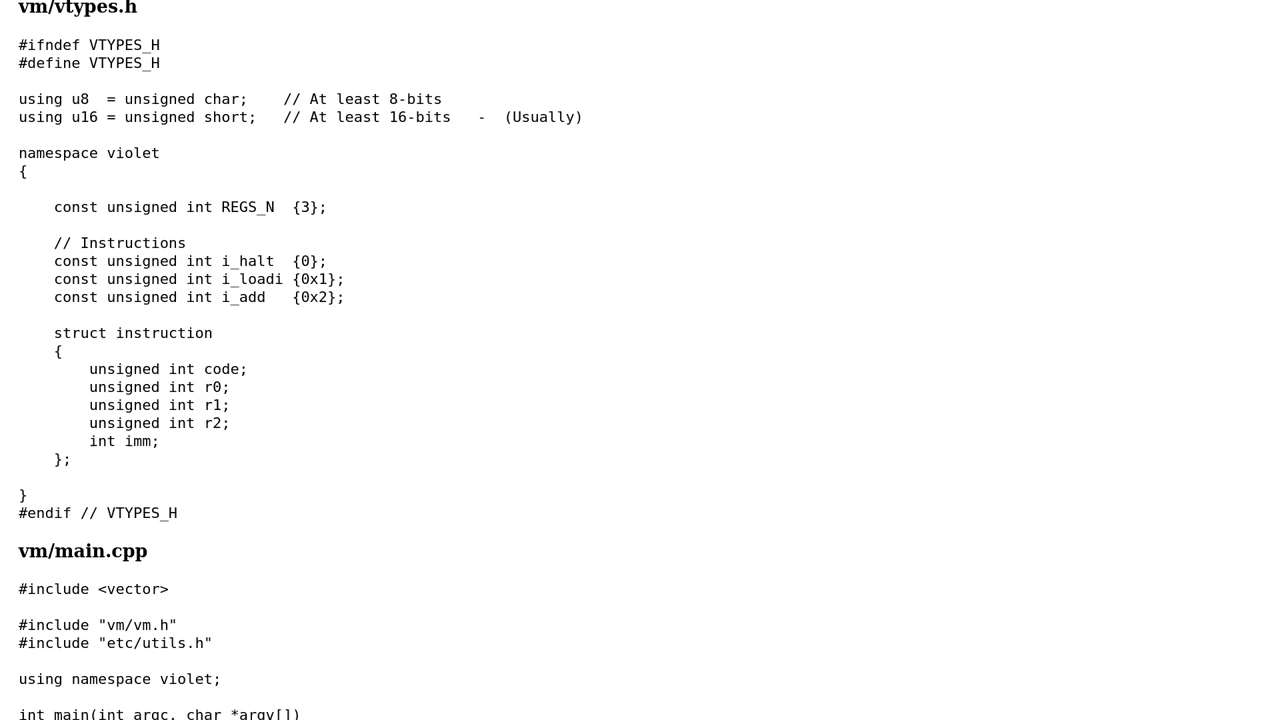 vm/vtypes.h
#ifndef VTYPES_H
#define VTYPES_H
using u8  = unsigned char;    // At least 8-bits
using u16 = unsigned short;   // At least 16-bits   -  (Usually)
namespace violet
{
    const unsigned int REGS_N  {3};
    // Instructions
    const unsigned int i_halt  {0};
    const unsigned int i_loadi {0x1};
    const unsigned int i_add   {0x2};
    struct instruction
    {
        unsigned int code;
        unsigned int r0;
        unsigned int r1;
        unsigned int r2;
        int imm;
    };
}
#endif // VTYPES_H
vm/main.cpp
#include <vector>
#include "vm/vm.h"
#include "etc/utils.h"
using namespace violet;
int main(int argc, char *argv[])